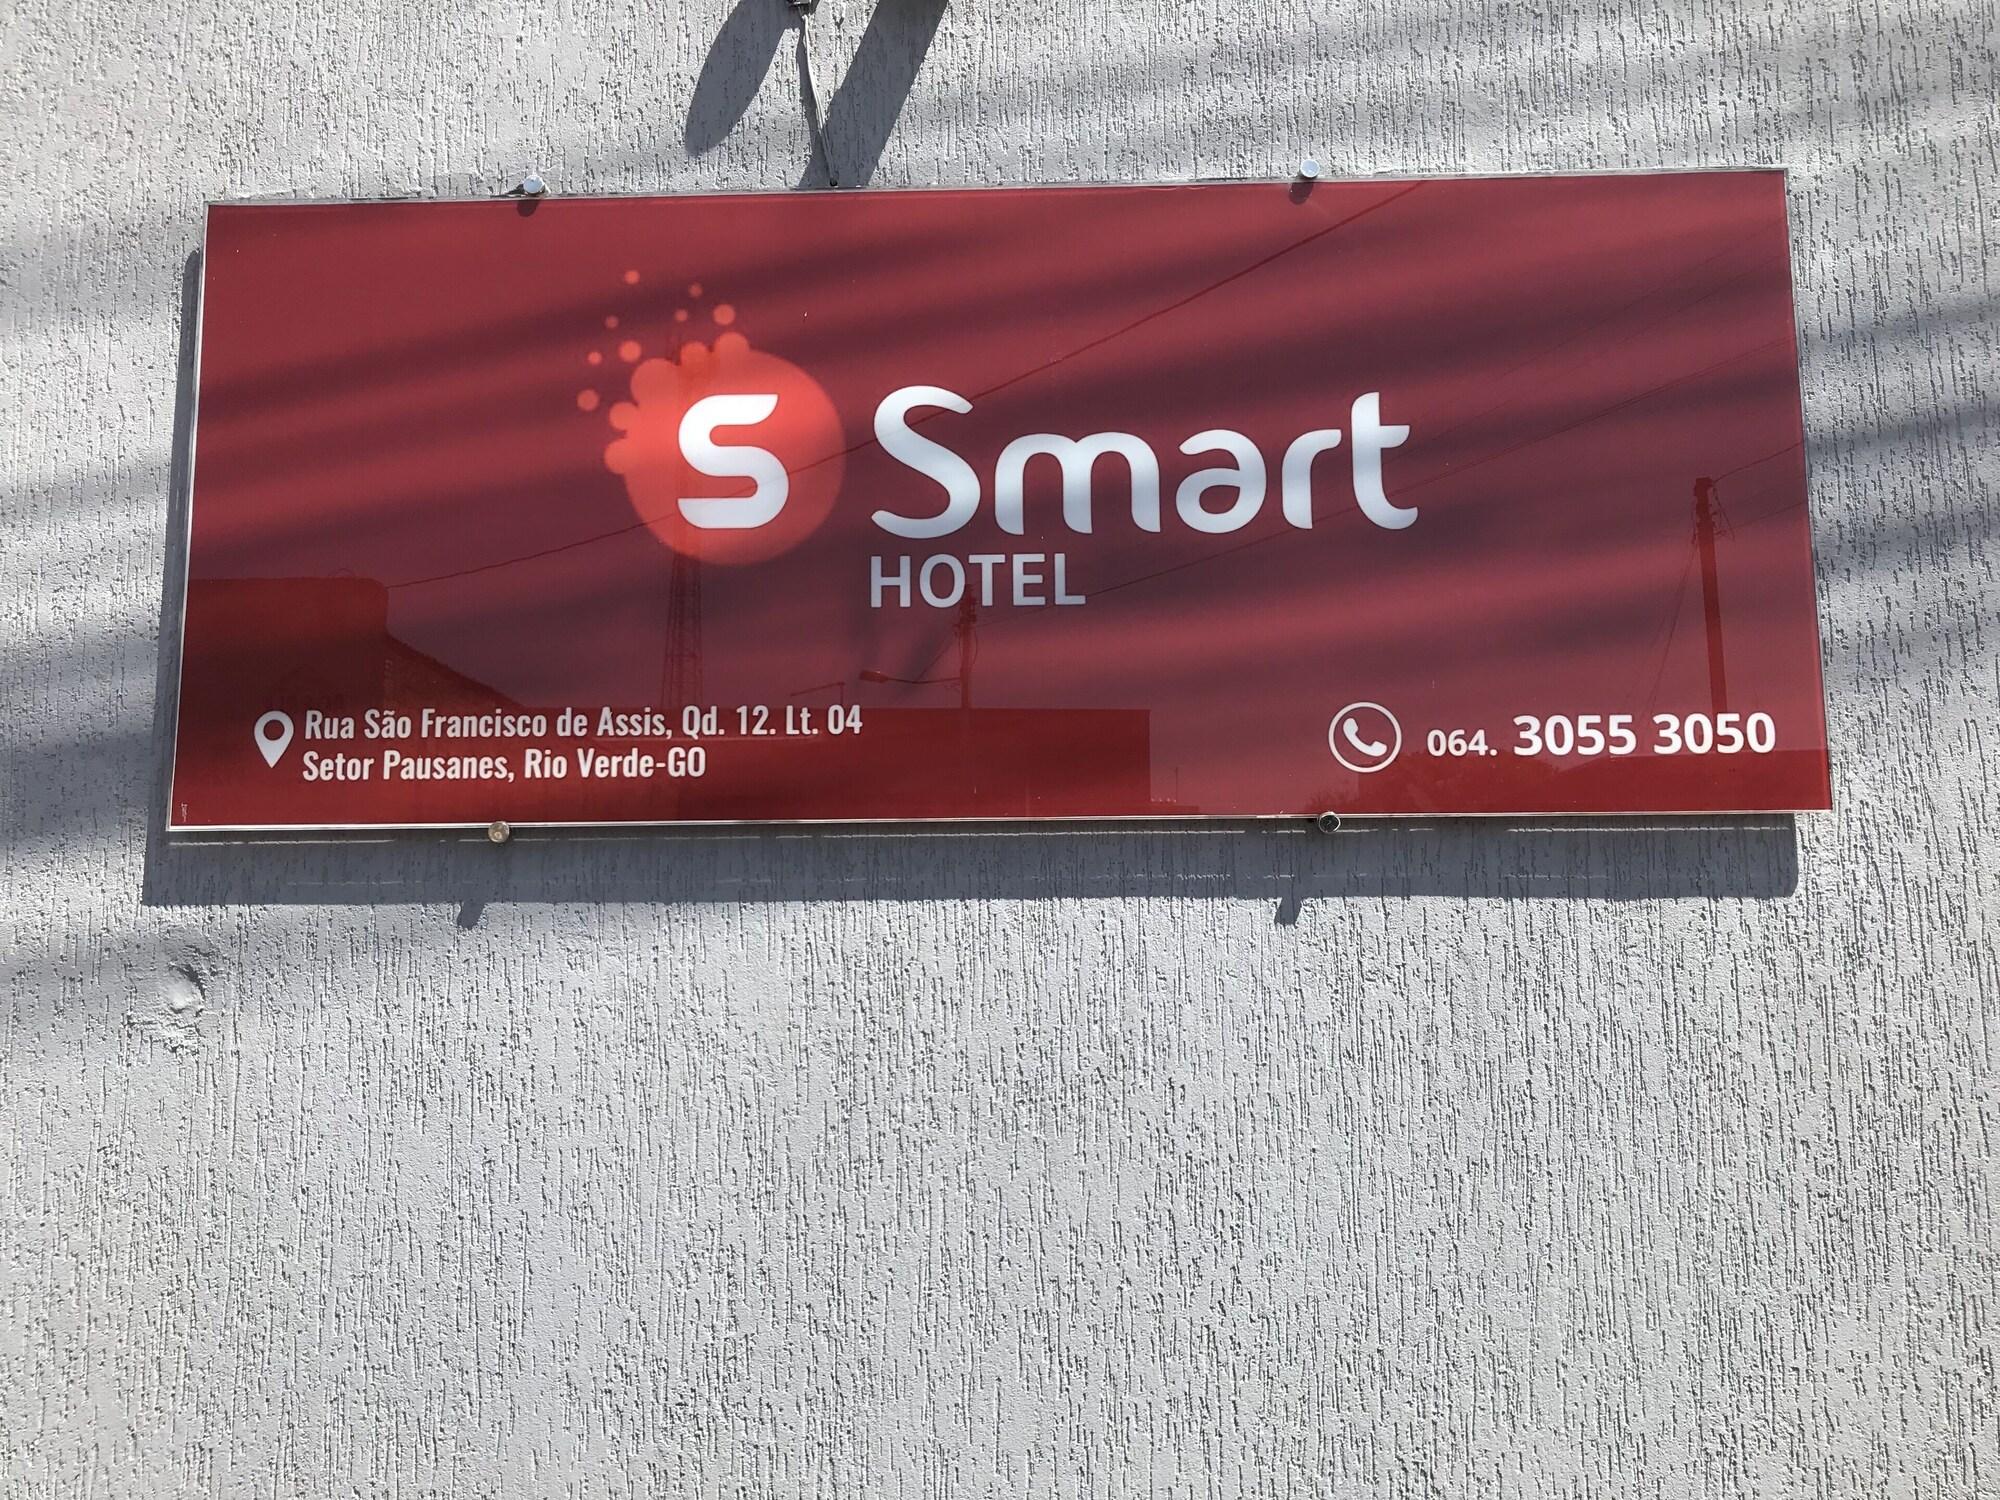 S Smart
HOTEL
Rua São Francisco de Assis, Qd. 12. Lt. 04
Setor Pausanes, Rio Verde-GO
064. 3055 3050